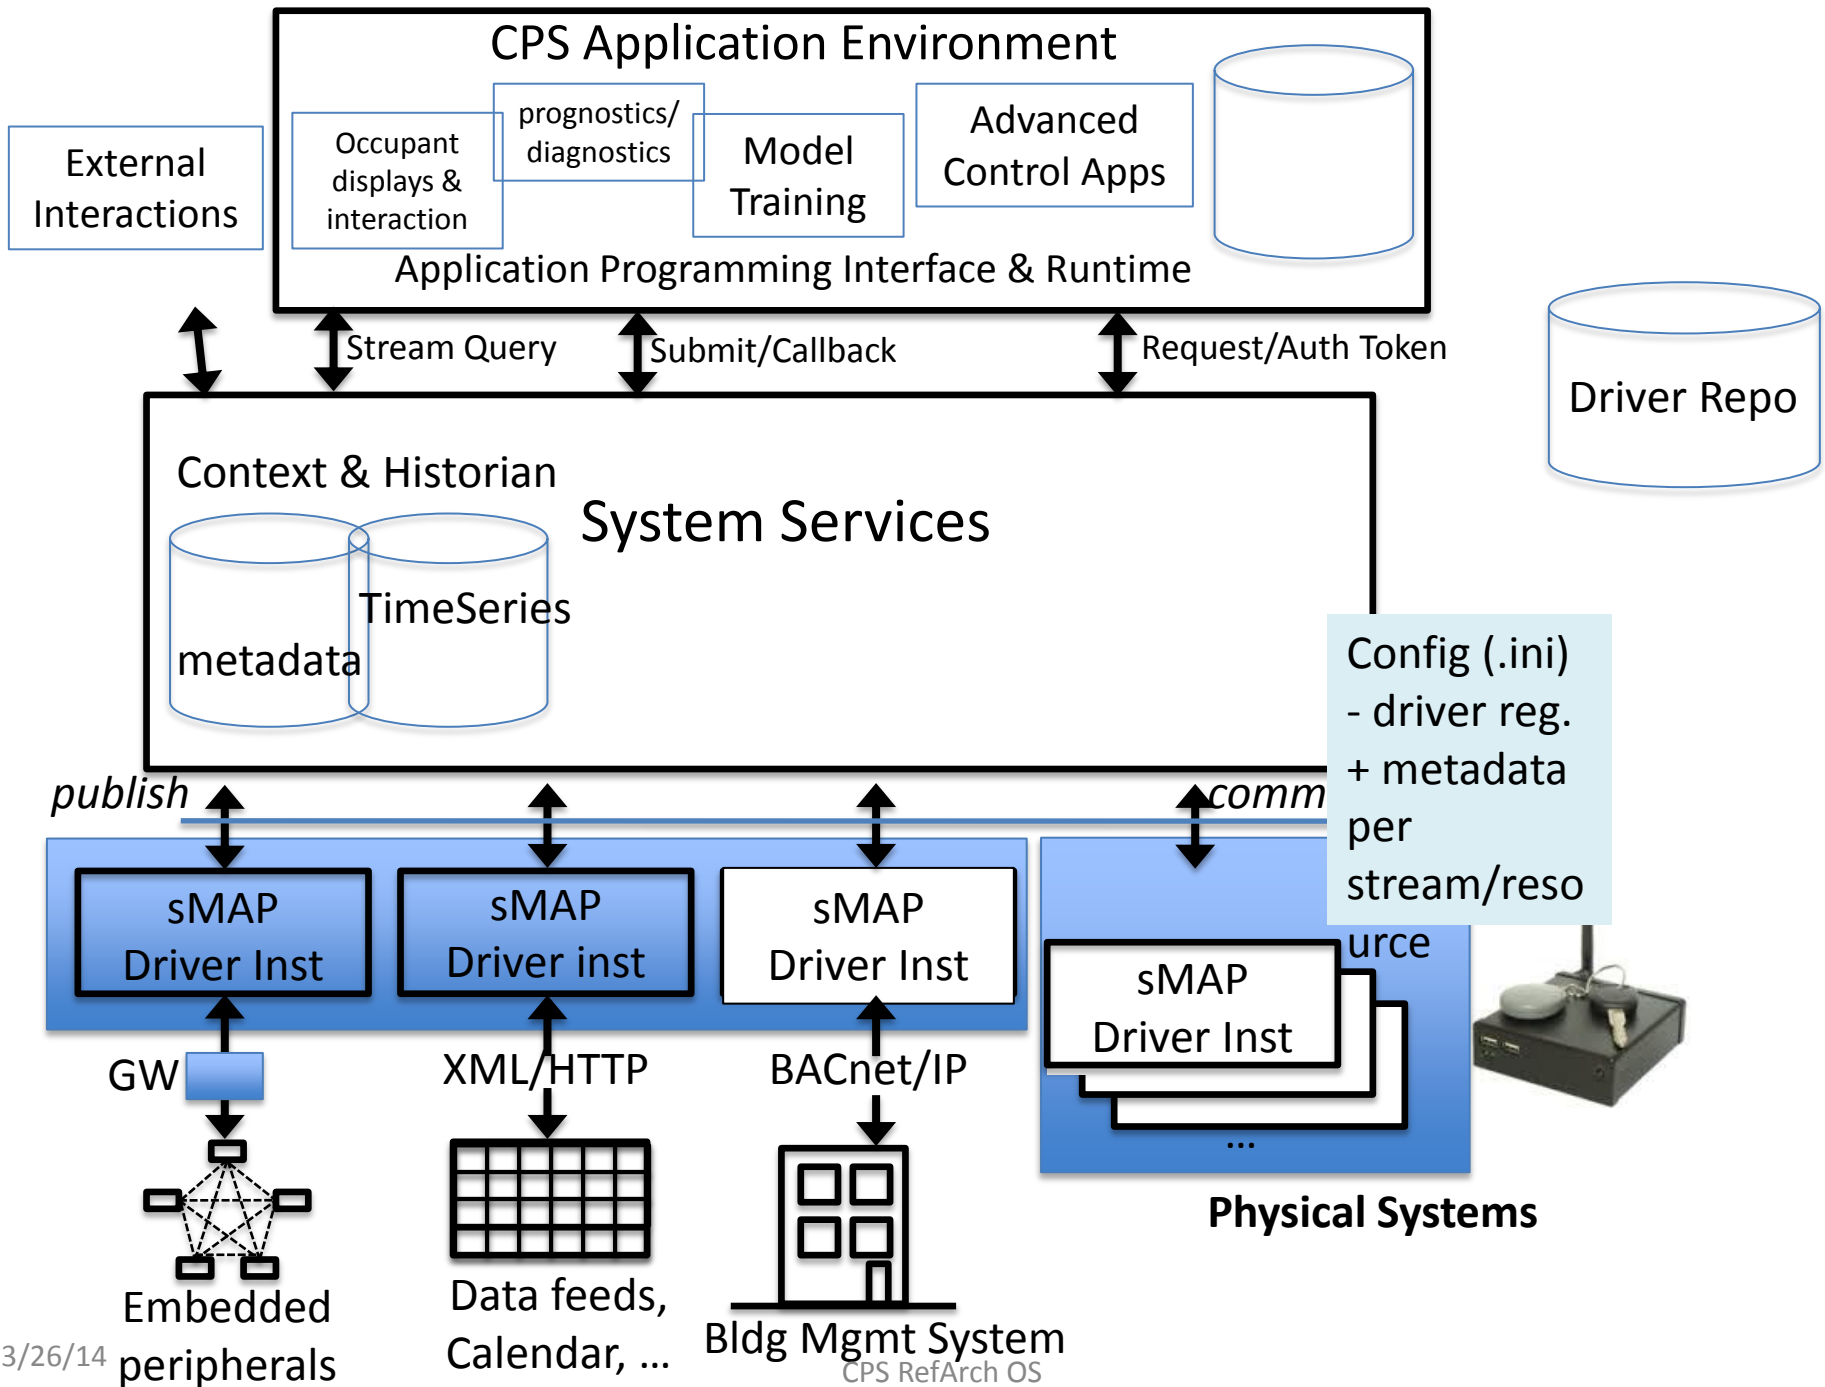 CPS Application Environment
External
Interactions
Occupant
displays &
interaction
prognostics/
diagnostics
Model
Training
Advanced
Control Apps
Application Programming Interface & Runtime
Stream Query
Submit/Callback
Request/Auth Token
Driver Repo
Context & Historian
System Services
TimeSeries
metadata
Config (.ini)
- driver reg.
+ metadata
per
stream/reso
urce
publish
comm
sMAP
Driver Inst
sMAP
Driver inst
sMAP
Driver Inst
sMAP
Driver Inst
...
GW
XML/HTTP
BACnet/IP
Physical Systems
Embedded
peripherals
Data feeds,
Calendar, ...
Bldg Mgmt System
3/26/14
CPS RefArch OS